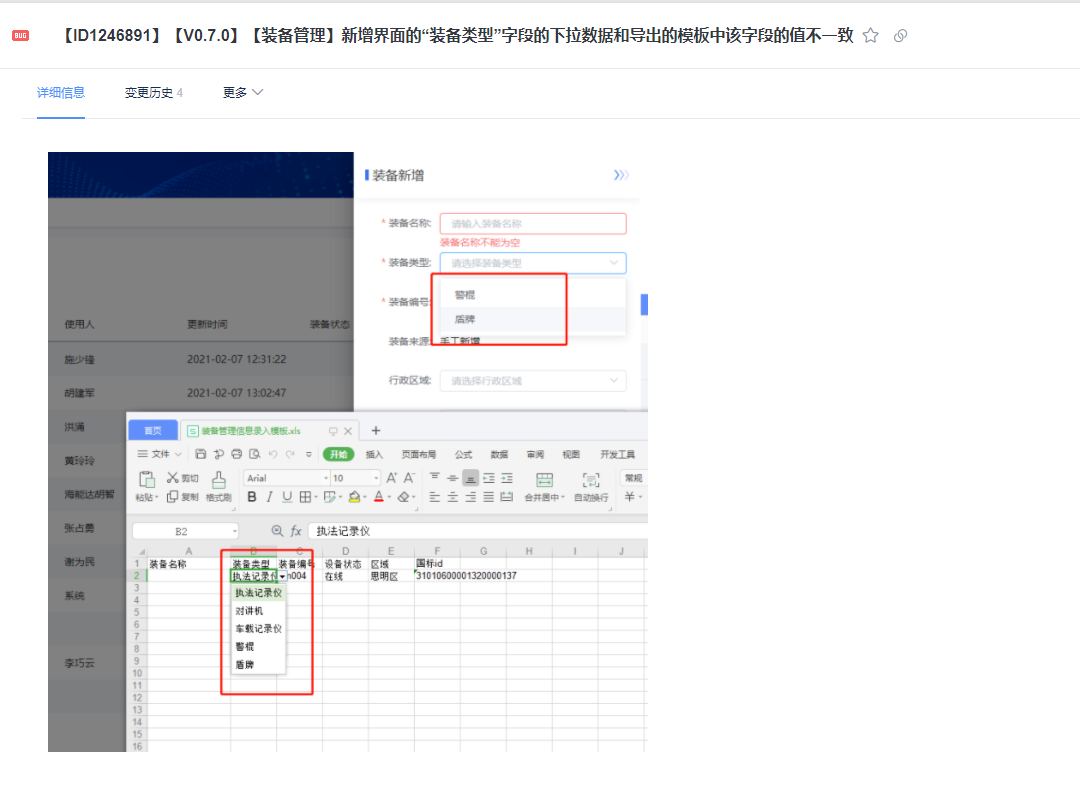 BUG 【ID1246891】【V0.7.0】【装备管理】新增界面的“装备类型”字段的下拉数据和导出的模板中该字段的值不一致
详细信息 变更历史 4 更多
装备新增
* 装备名称: 请输入装备名称
装备名称不能为空
* 装备类型: 请选择装备类型
警棍
* 装备编号:
盾牌
装备来源: 手工新增
行政区域: 请选择行政区域
使用人 更新时间 装备状态
施少锋 2021-02-07 12:31:22
胡建军 2021-02-07 13:02:47
洪涌
黄玲玲
海能达胡智
张占勇
谢为民
系统
李巧云
首页 装备管理信息录入模板.xls
文件 开始 插入 页面布局 公式 数据 审阅 视图 开发工具
粘贴 剪切 复制 格式刷 Arial 10 A+ A- B I U A 合并居中 自动换行 常规 ¥
B2 fx 执法记录仪
A B C D E F G H I J
1 装备名称 装备类型 装备编号 设备状态 区域 国标id
2 执法记录仪 n004 在线 思明区 31010600001320000137
3 执法记录仪
4
5 对讲机
6 车载记录仪
7
8 警棍
9 盾牌
10
11
12
13
14
15
16